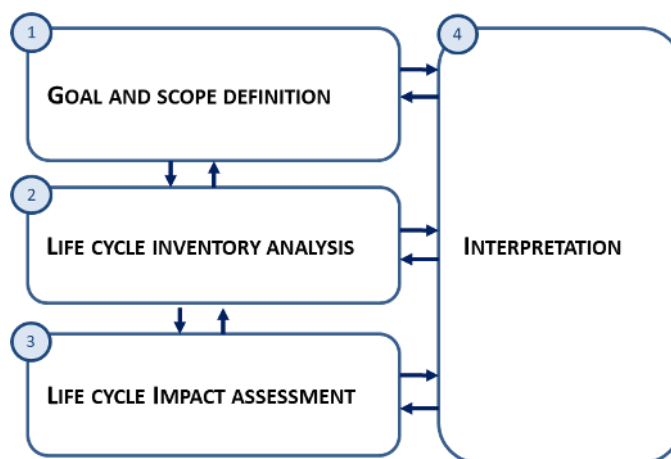 1
GOAL AND SCOPE DEFINITION
2
LIFE CYCLE INVENTORY ANALYSIS
3
LIFE CYCLE IMPACT ASSESSMENT
4
INTERPRETATION